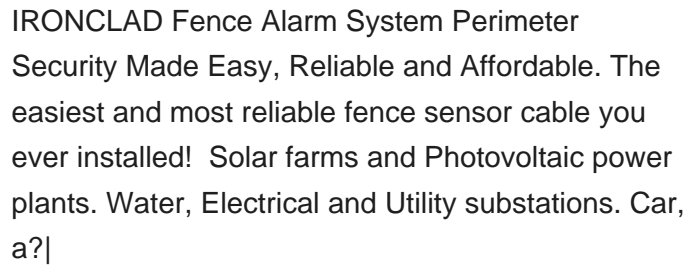 IRONCLAD Fence Alarm System Perimeter
Security Made Easy, Reliable and Affordable. The
easiest and most reliable fence sensor cable you
ever installed!  Solar farms and Photovoltaic power
plants. Water, Electrical and Utility substations. Car,
a?|